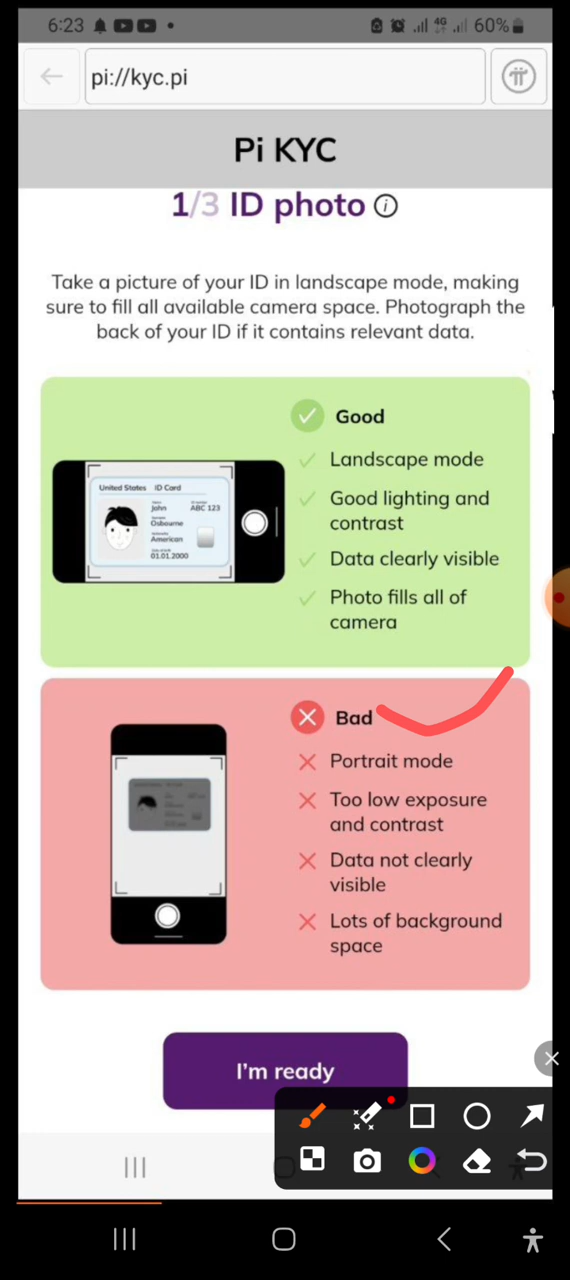 6:23
4G
60%
pi://kyc.pi
Pi KYC
1/3 ID photo
Take a picture of your ID in landscape mode, making
sure to fill all available camera space. Photograph the
back of your ID if it contains relevant data.
Good
Landscape mode
Good lighting and
contrast
Data clearly visible
Photo fills all of
camera
United States ID Card
John ABC 123
Osbourne
American
01.01.2000
Bad
Portrait mode
Too low exposure
and contrast
Data not clearly
visible
Lots of background
space
I'm ready